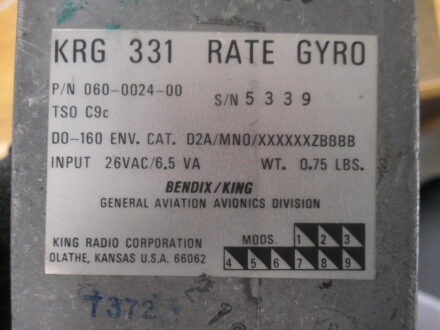 KRG 331 RATE GYRO
P/N 060-0024-00 S/N 5339
TSO C9c
DO-160 ENV. CAT. D2A/MNO/XXXXXXZBBBB
INPUT 26VAC/6.5 VA WT. 0.75 LBS.
BENDIX/KING
GENERAL AVIATION AVIONICS DIVISION
KING RADIO CORPORATION
OLATHE, KANSAS U.S.A. 66062
MODS. 1 2 3
4 5 6 7 8 9
T372